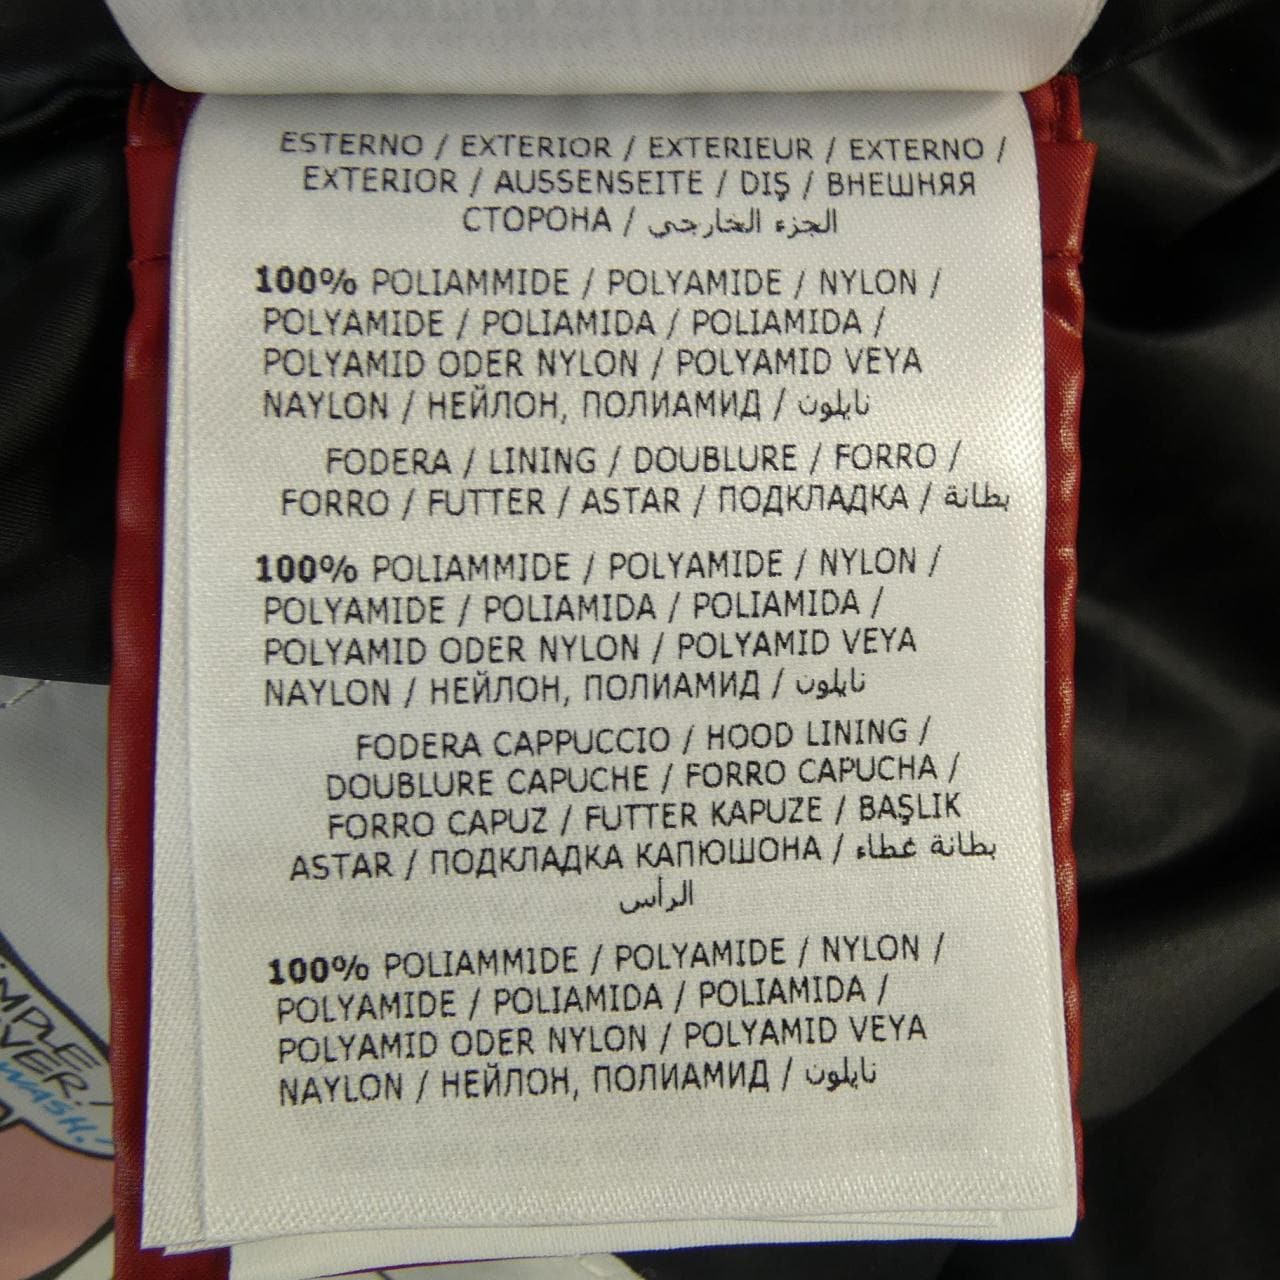 ESTERNO / EXTERIOR / EXTERIEUR / EXTERNO /
EXTERIOR / AUSSENSEITE / DIŞ / ВНЕШНЯЯ
СТОРОНА / الجزء الخارجي
100% POLIAMMIDE / POLYAMIDE / NYLON /
POLYAMIDE / POLIAMIDA / POLIAMIDA /
POLYAMID ODER NYLON / POLYAMID VEYA
NAYLON / НЕЙЛОН, ПОЛИАМИД / نايلون
FODERA / LINING / DOUBLURE / FORRO /
FORRO / FUTTER / ASTAR / ПОДКЛАДКА / بطانة
100% POLIAMMIDE / POLYAMIDE / NYLON /
POLYAMIDE / POLIAMIDA / POLIAMIDA /
POLYAMID ODER NYLON / POLYAMID VEYA
NAYLON / НЕЙЛОН, ПОЛИАМИД / نايلون
FODERA CAPPUCCIO / HOOD LINING /
DOUBLURE CAPUCHE / FORRO CAPUCHA /
FORRO CAPUZ / FUTTER KAPUZE / BAŞLIK
ASTAR / ПОДКЛАДКА КАПЮШОНА / بطانة غطاء
الرأس
100% POLIAMMIDE / POLYAMIDE / NYLON /
POLYAMIDE / POLIAMIDA / POLIAMIDA /
POLYAMID ODER NYLON / POLYAMID VEYA
NAYLON / НЕЙЛОН, ПОЛИАМИД / نايلون
WASH.